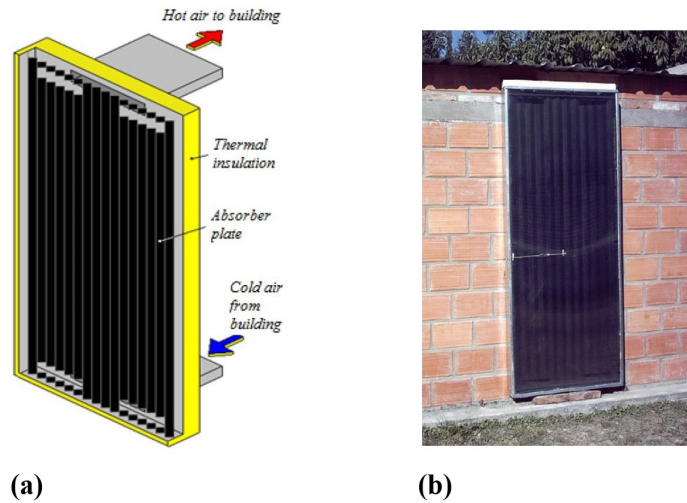 Hot air to building
Thermal
insulation
Absorber
plate
Cold air
from
building
(a)
(b)